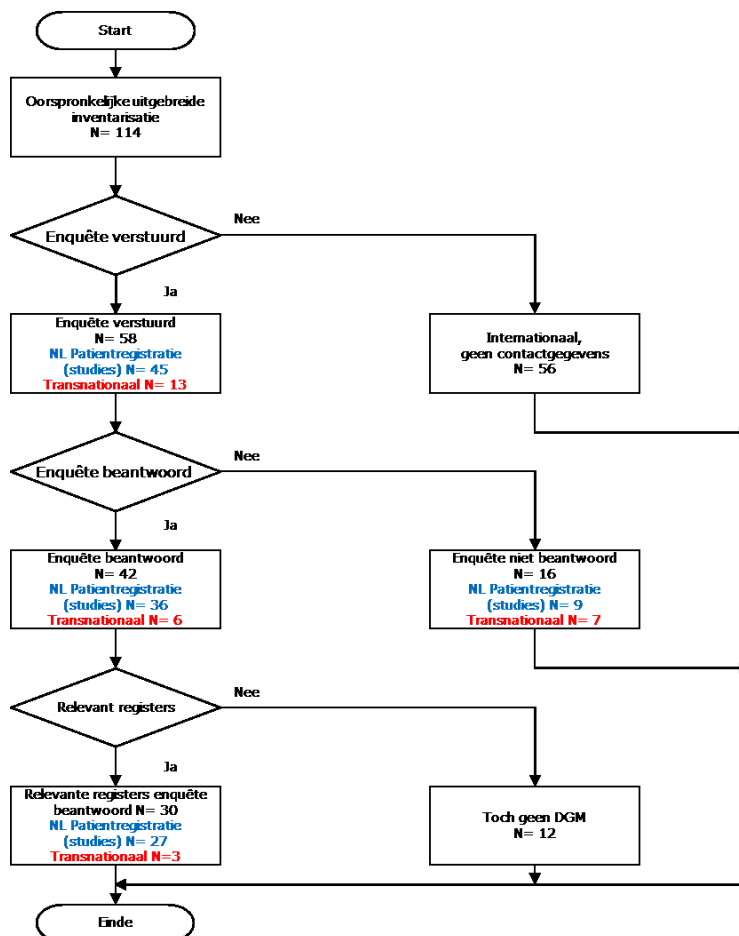 Start
Oorspronkelijke uitgebreide
inventarisatie
N= 114
Enquête verstuurd
Nee
Ja
Enquête verstuurd
N= 58
NL Patientregistratie
(studies) N= 45
Transnationaal N= 13
Internationaal,
geen contactgegevens
N= 56
Enquête beantwoord
Nee
Ja
Enquête beantwoord
N= 42
NL Patientregistratie
(studies) N= 36
Transnationaal N= 6
Enquête niet beantwoord
N= 16
NL Patientregistratie
(studies) N= 9
Transnationaal N= 7
Relevant registers
Nee
Ja
Relevante registers enquête
beantwoord N= 30
NL Patientregistratie
(studies) N= 27
Transnationaal N=3
Toch geen DGM
N= 12
Einde